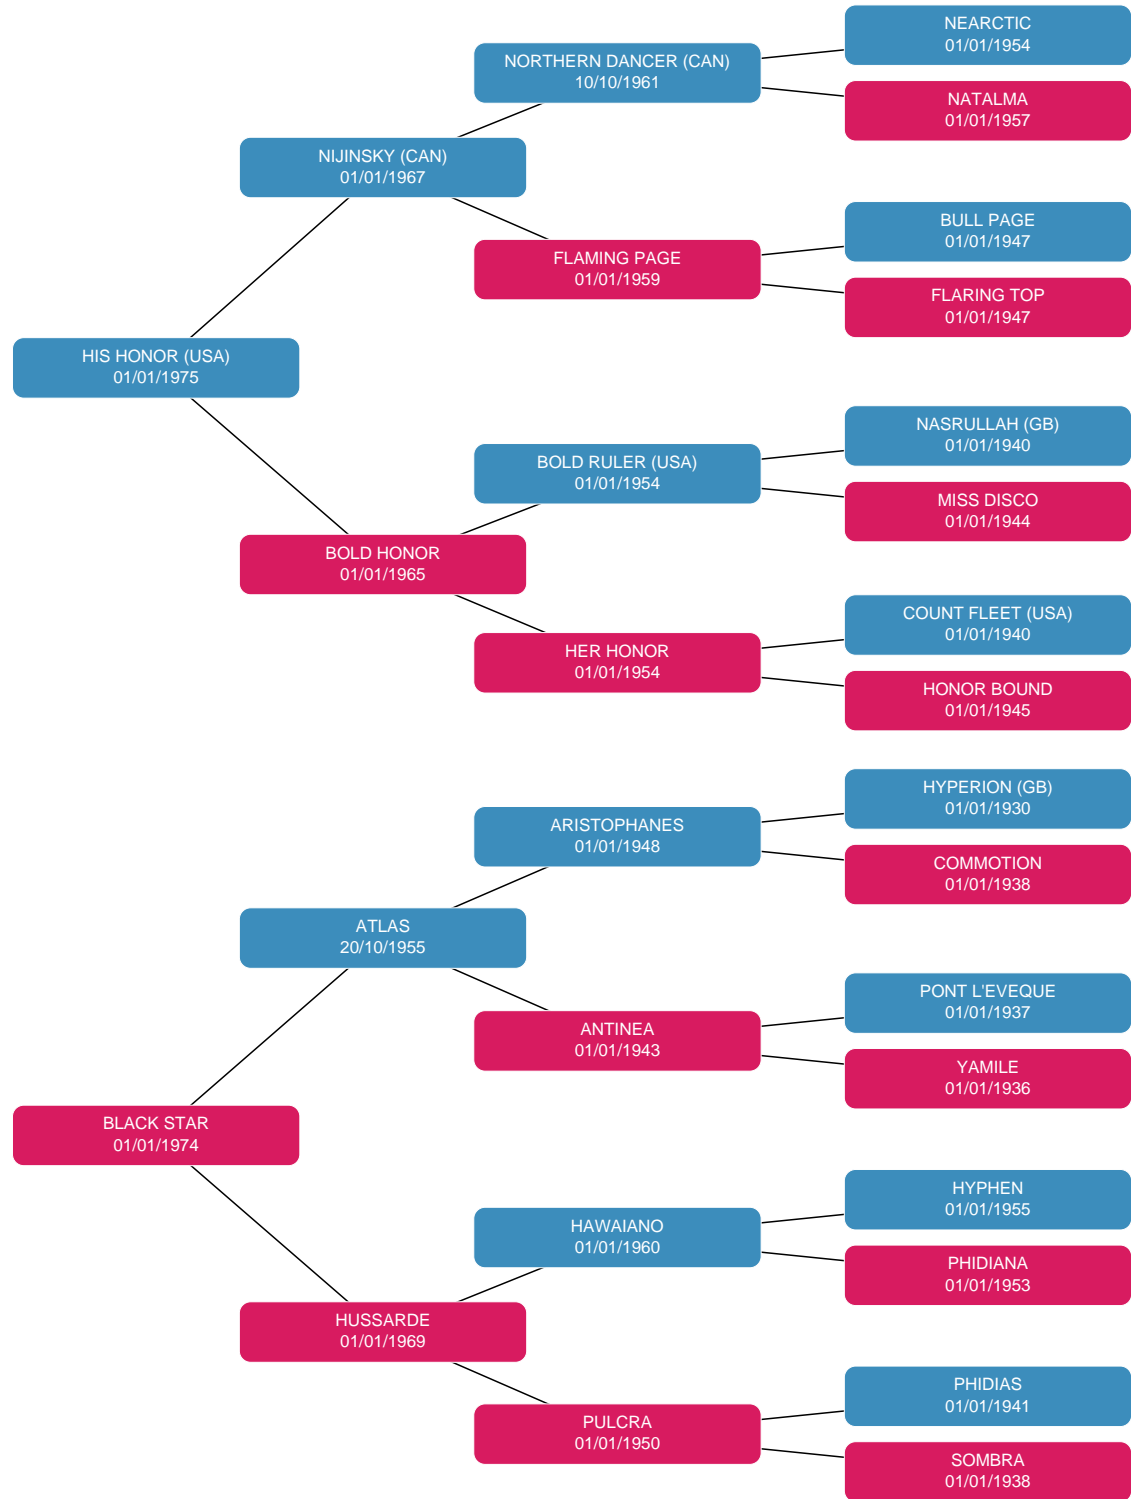 NEARCTIC
01/01/1954
NORTHERN DANCER (CAN)
10/10/1961
NATALMA
01/01/1957
NIJINSKY (CAN)
01/01/1967
BULL PAGE
01/01/1947
FLAMING PAGE
01/01/1959
FLARING TOP
01/01/1947
HIS HONOR (USA)
01/01/1975
NASRULLAH (GB)
01/01/1940
BOLD RULER (USA)
01/01/1954
MISS DISCO
01/01/1944
BOLD HONOR
01/01/1965
COUNT FLEET (USA)
01/01/1940
HER HONOR
01/01/1954
HONOR BOUND
01/01/1945
HYPERION (GB)
01/01/1930
ARISTOPHANES
01/01/1948
COMMOTION
01/01/1938
ATLAS
20/10/1955
PONT L'EVEQUE
01/01/1937
ANTINEA
01/01/1943
YAMILE
01/01/1936
BLACK STAR
01/01/1974
HYPHEN
01/01/1955
HAWAIANO
01/01/1960
PHIDIANA
01/01/1953
HUSSARDE
01/01/1969
PHIDIAS
01/01/1941
PULCRA
01/01/1950
SOMBRA
01/01/1938